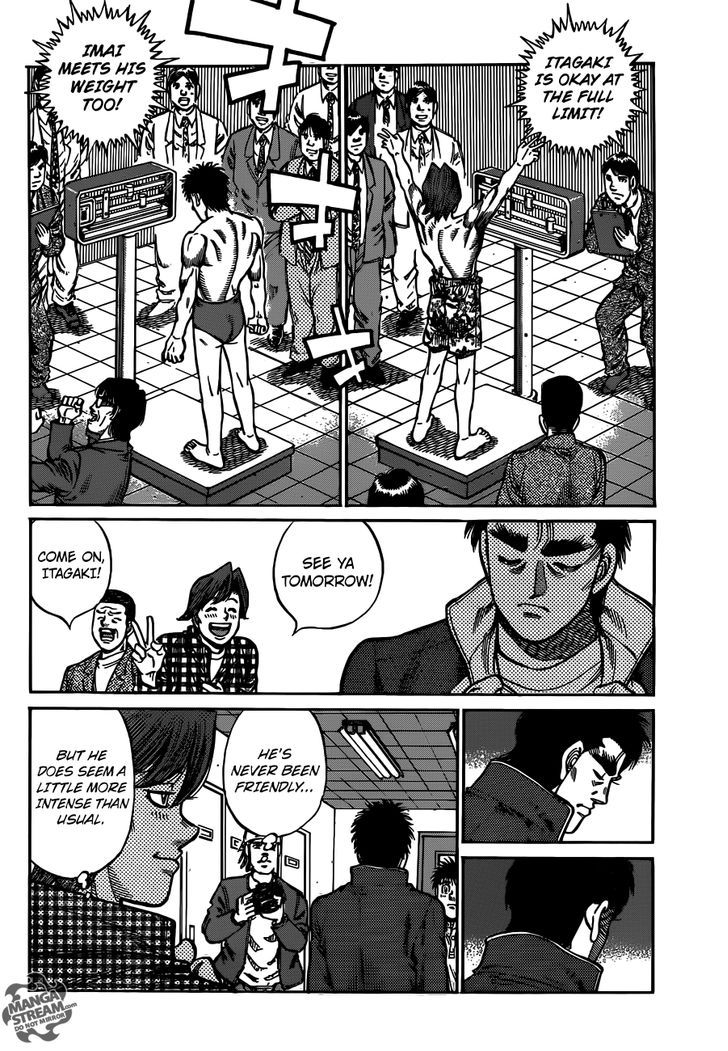 ITAGAKI
IS OKAY AT
THE FULL
LIMIT!
IMAI
MEETS HIS
WEIGHT
TOO!
SEE YA
TOMORROW!
COME ON,
ITAGAKI!
HE'S
NEVER BEEN
FRIENDLY...
BUT HE
DOES SEEM A
LITTLE MORE
INTENSE THAN
USUAL.
MANGA
STREAM.com
DO NOT MIRROR!